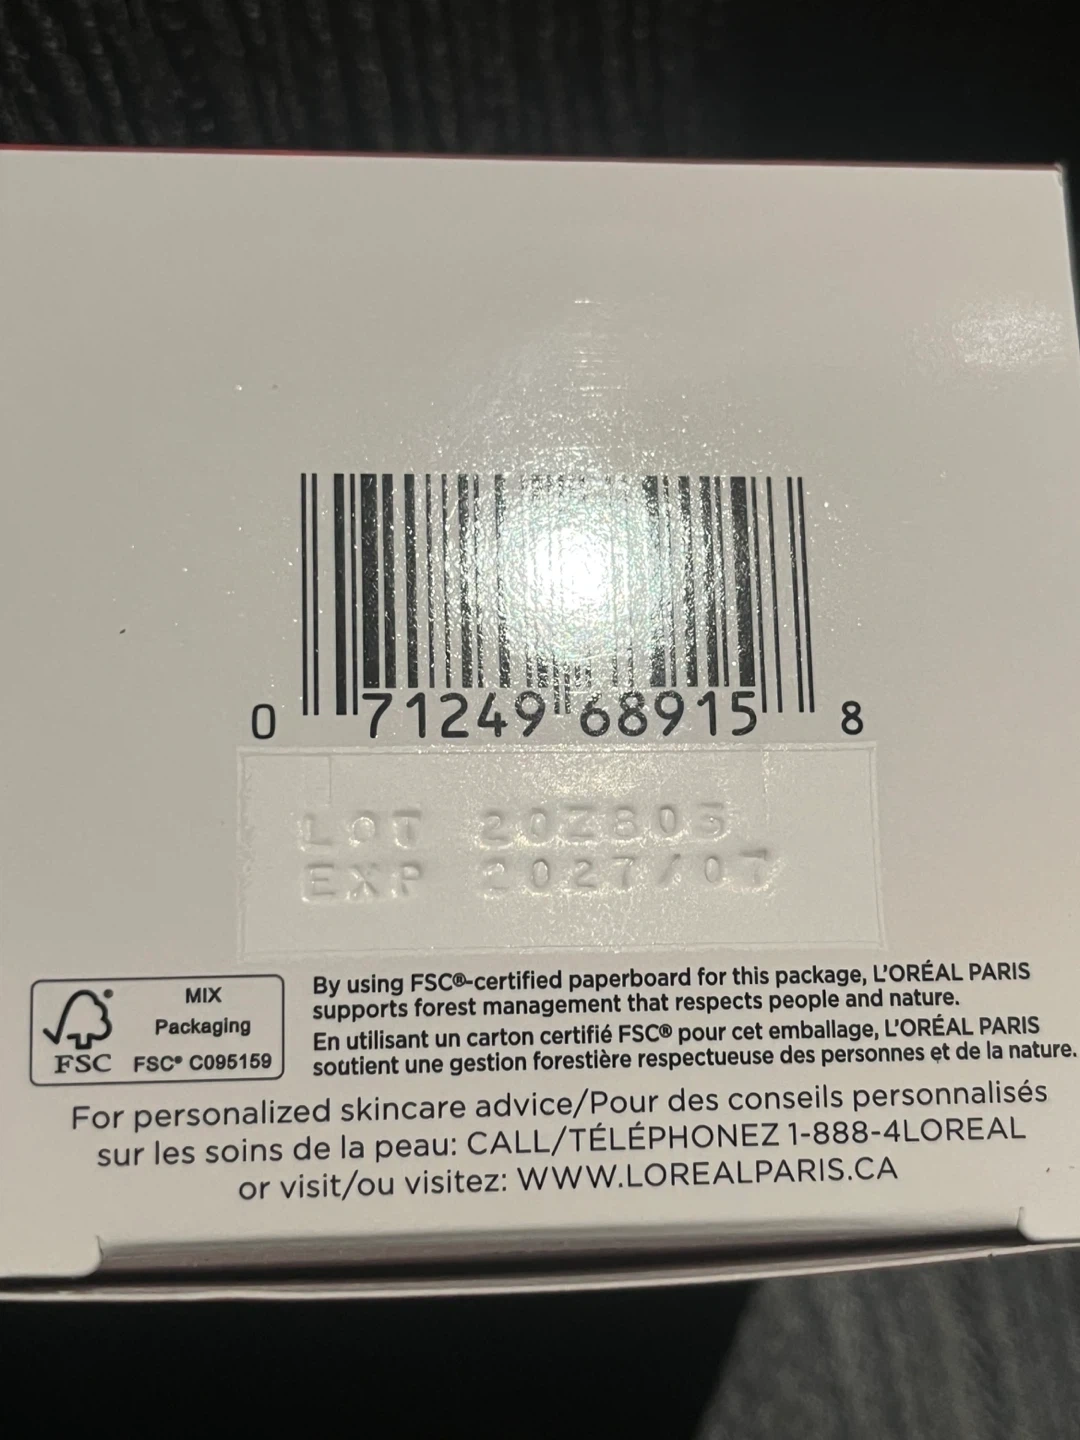 0 71249 68915 8
LOT 20Z805
EXP 2027/07
MIX
Packaging
FSC FSC® C095159
By using FSC®-certified paperboard for this package, L'ORÉAL PARIS
supports forest management that respects people and nature.
En utilisant un carton certifié FSC® pour cet emballage, L'ORÉAL PARIS
soutient une gestion forestière respectueuse des personnes et de la nature.
For personalized skincare advice/Pour des conseils personnalisés
sur les soins de la peau: CALL/TÉLÉPHONEZ 1-888-4LOREAL
or visit/ou visitez: WWW.LOREALPARIS.CA